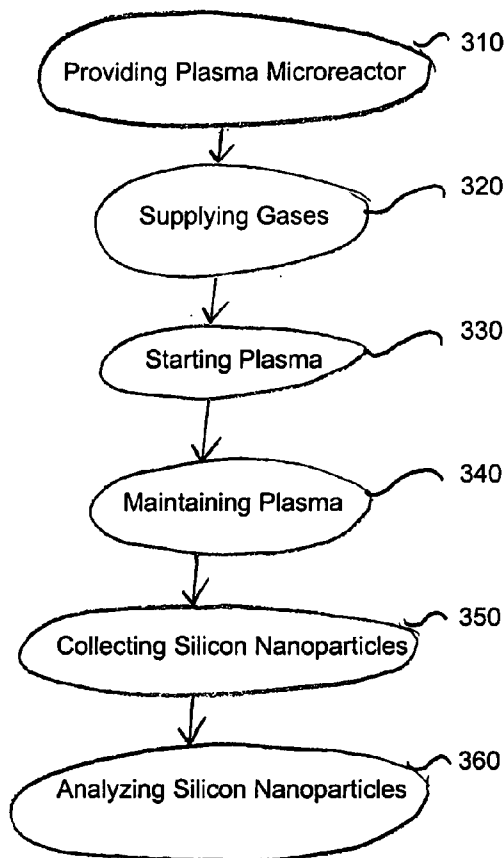 310
Providing Plasma Microreactor
320
Supplying Gases
330
Starting Plasma
340
Maintaining Plasma
350
Collecting Silicon Nanoparticles
360
Analyzing Silicon Nanoparticles